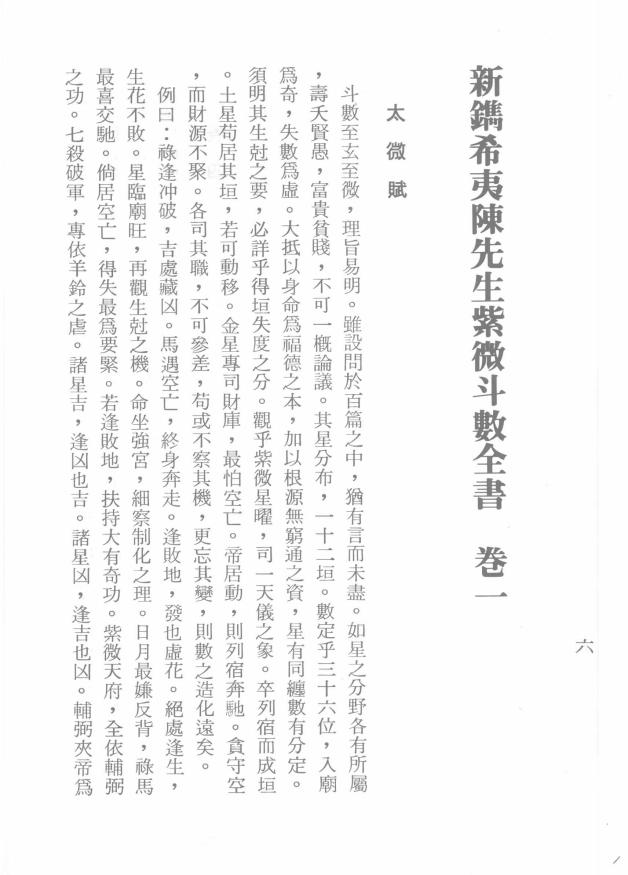 新鐫希夷陳先生紫微斗數全書　卷一
六
太微賦
斗數至玄至微，理旨易明。雖設問於百篇之中，猶有言而未盡。如星之分野各有所屬
，壽夭賢愚，富貴貧賤，不可一概論議。其星分布，一十二垣。數定乎三十六位，入廟
爲奇，失數爲虛。大抵以身命爲福德之本，加以根源無窮通之資，星有同纏數有分定。
須明其生尅之要，必詳乎得垣失度之分。觀乎紫微星曜，司一天儀之象。卒列宿而成垣
。土星苟居其垣，若可動移。金星專司財庫，最怕空亡。帝居動，則列宿奔馳。貪守空
，而財源不聚。各司其職，不可參差，苟或不察其機，更忘其變，則數之造化遠矣。
例曰：祿逢冲破，吉處藏凶。馬遇空亡，終身奔走。逢敗地，發也虛花。絕處逢生，
生花不敗。星臨廟旺，再觀生尅之機。命坐強宮，細察制化之理。日月最嫌反背，祿馬
最喜交馳。倘居空亡，得失最爲要緊。若逢敗地，扶持大有奇功。紫微天府，全依輔弼
之功。七殺破軍，專依羊鈴之虐。諸星吉，逢凶也吉。諸星凶，逢吉也凶。輔弼夾帝爲